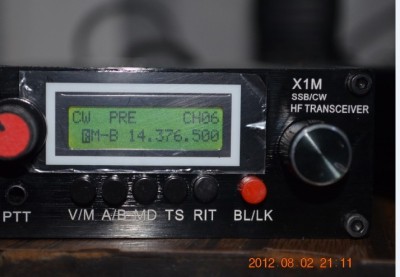 X1M
SSB/CW
HF TRANSCEIVER
CW PRE CH06
M-B 14.376.500
PTT V/M A/B MD TS RIT BL/LK
2012 08 02 21 11